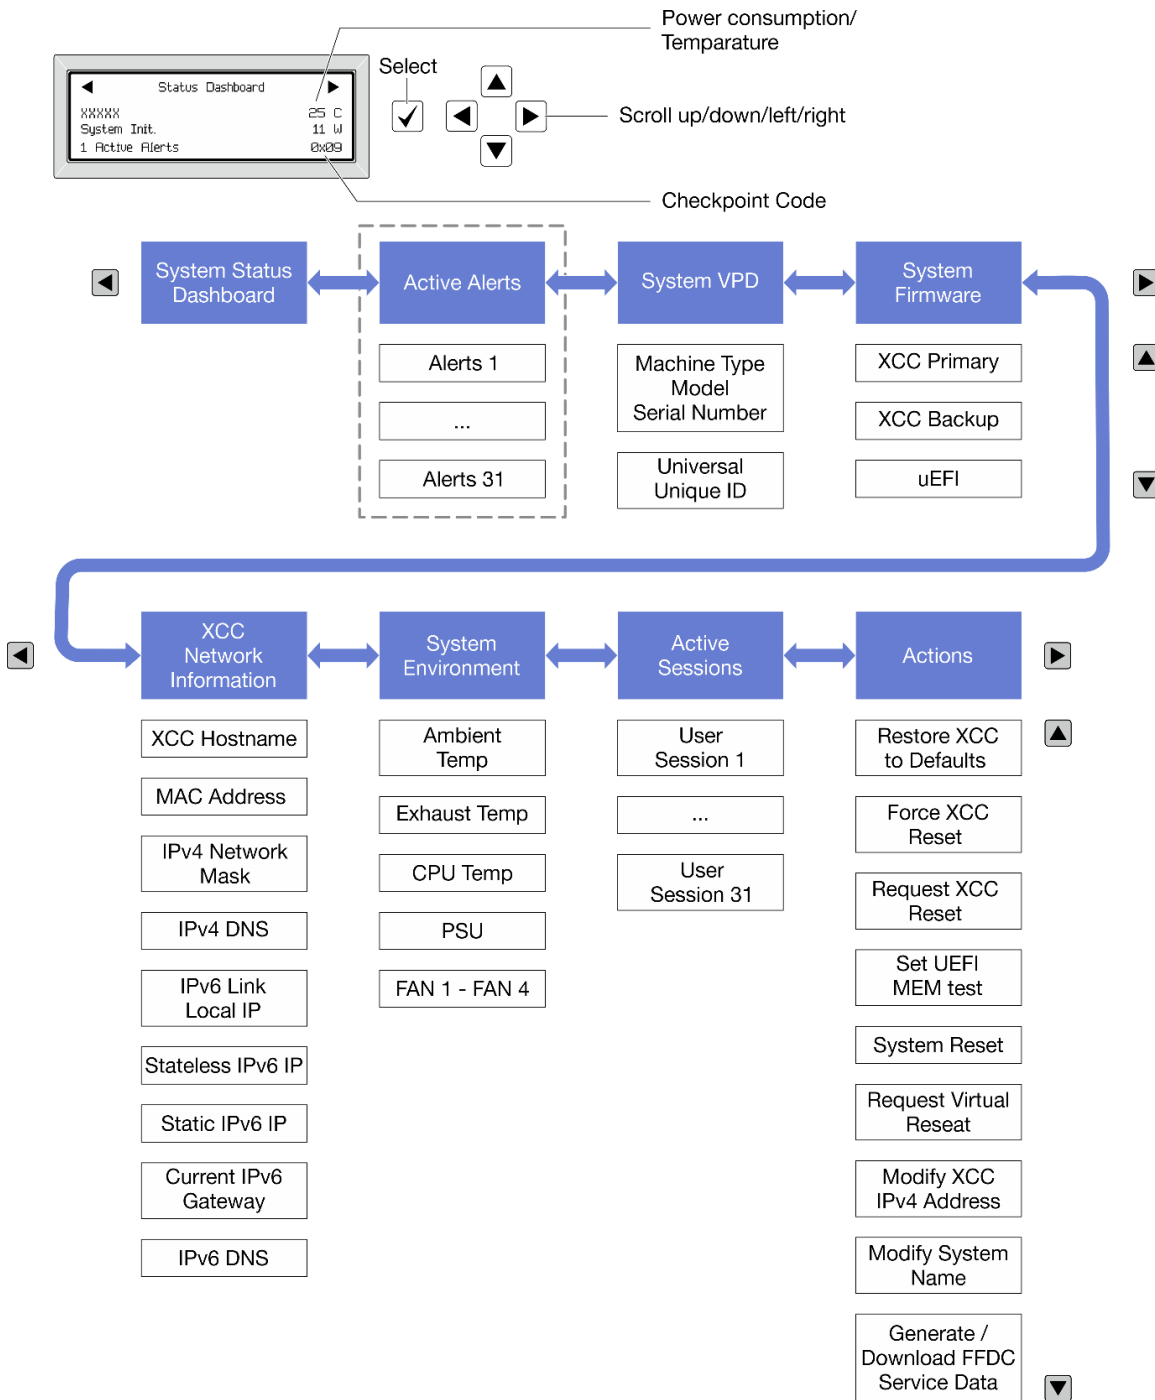 Power consumption/
Temparature
Select
Status Dashboard
XXXXX 25 C
System Init. 11 W
1 Active Alerts 0x09
Scroll up/down/left/right
Checkpoint Code
System Status
Dashboard
Active Alerts
System VPD
System
Firmware
Alerts 1
...
Alerts 31
Machine Type
Model
Serial Number
Universal
Unique ID
XCC Primary
XCC Backup
uEFI
XCC
Network
Information
System
Environment
Active
Sessions
Actions
XCC Hostname
MAC Address
IPv4 Network
Mask
IPv4 DNS
IPv6 Link
Local IP
Stateless IPv6 IP
Static IPv6 IP
Current IPv6
Gateway
IPv6 DNS
Ambient
Temp
Exhaust Temp
CPU Temp
PSU
FAN 1 - FAN 4
User
Session 1
...
User
Session 31
Restore XCC
to Defaults
Force XCC
Reset
Request XCC
Reset
Set UEFI
MEM test
System Reset
Request Virtual
Reseat
Modify XCC
IPv4 Address
Modify System
Name
Generate /
Download FFDC
Service Data